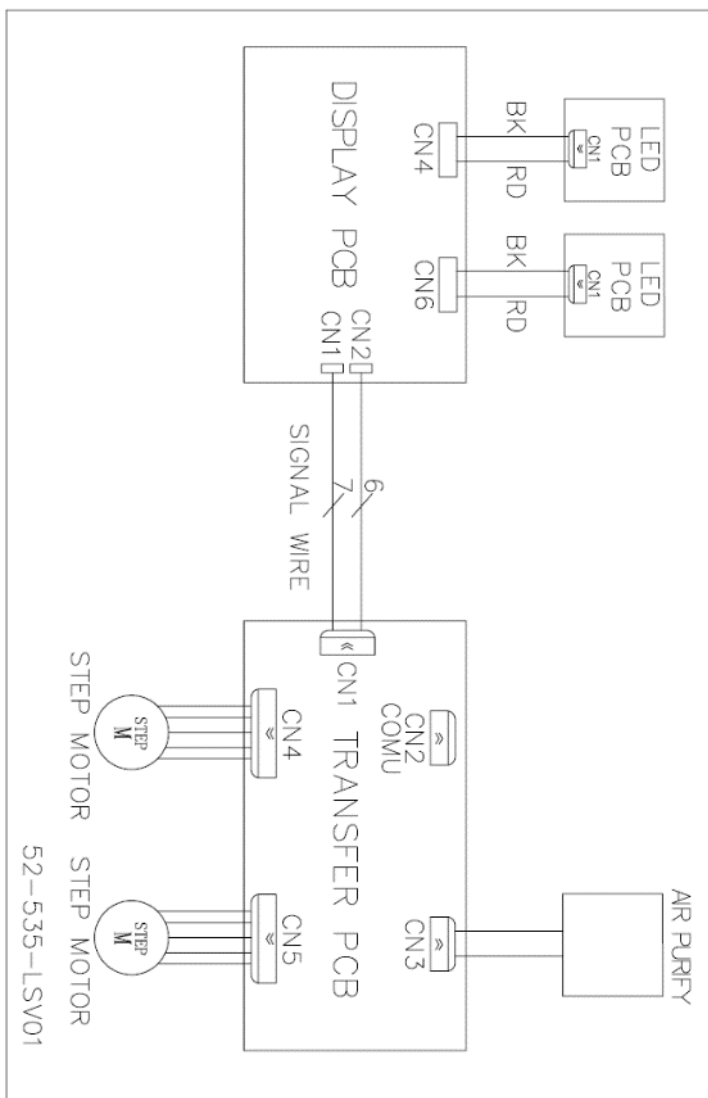 LED
PCB
CN1
BK
RD
CN4
LED
PCB
CN1
BK
RD
CN6
DISPLAY PCB
CN2
CN1
6
7
SIGNAL WIRE
CN1
CN2
COMU
TRANSFER PCB
CN3
AIR PURIFY
CN4
STEP
M
STEP MOTOR
CN5
STEP
M
STEP MOTOR
52-535-LSV01